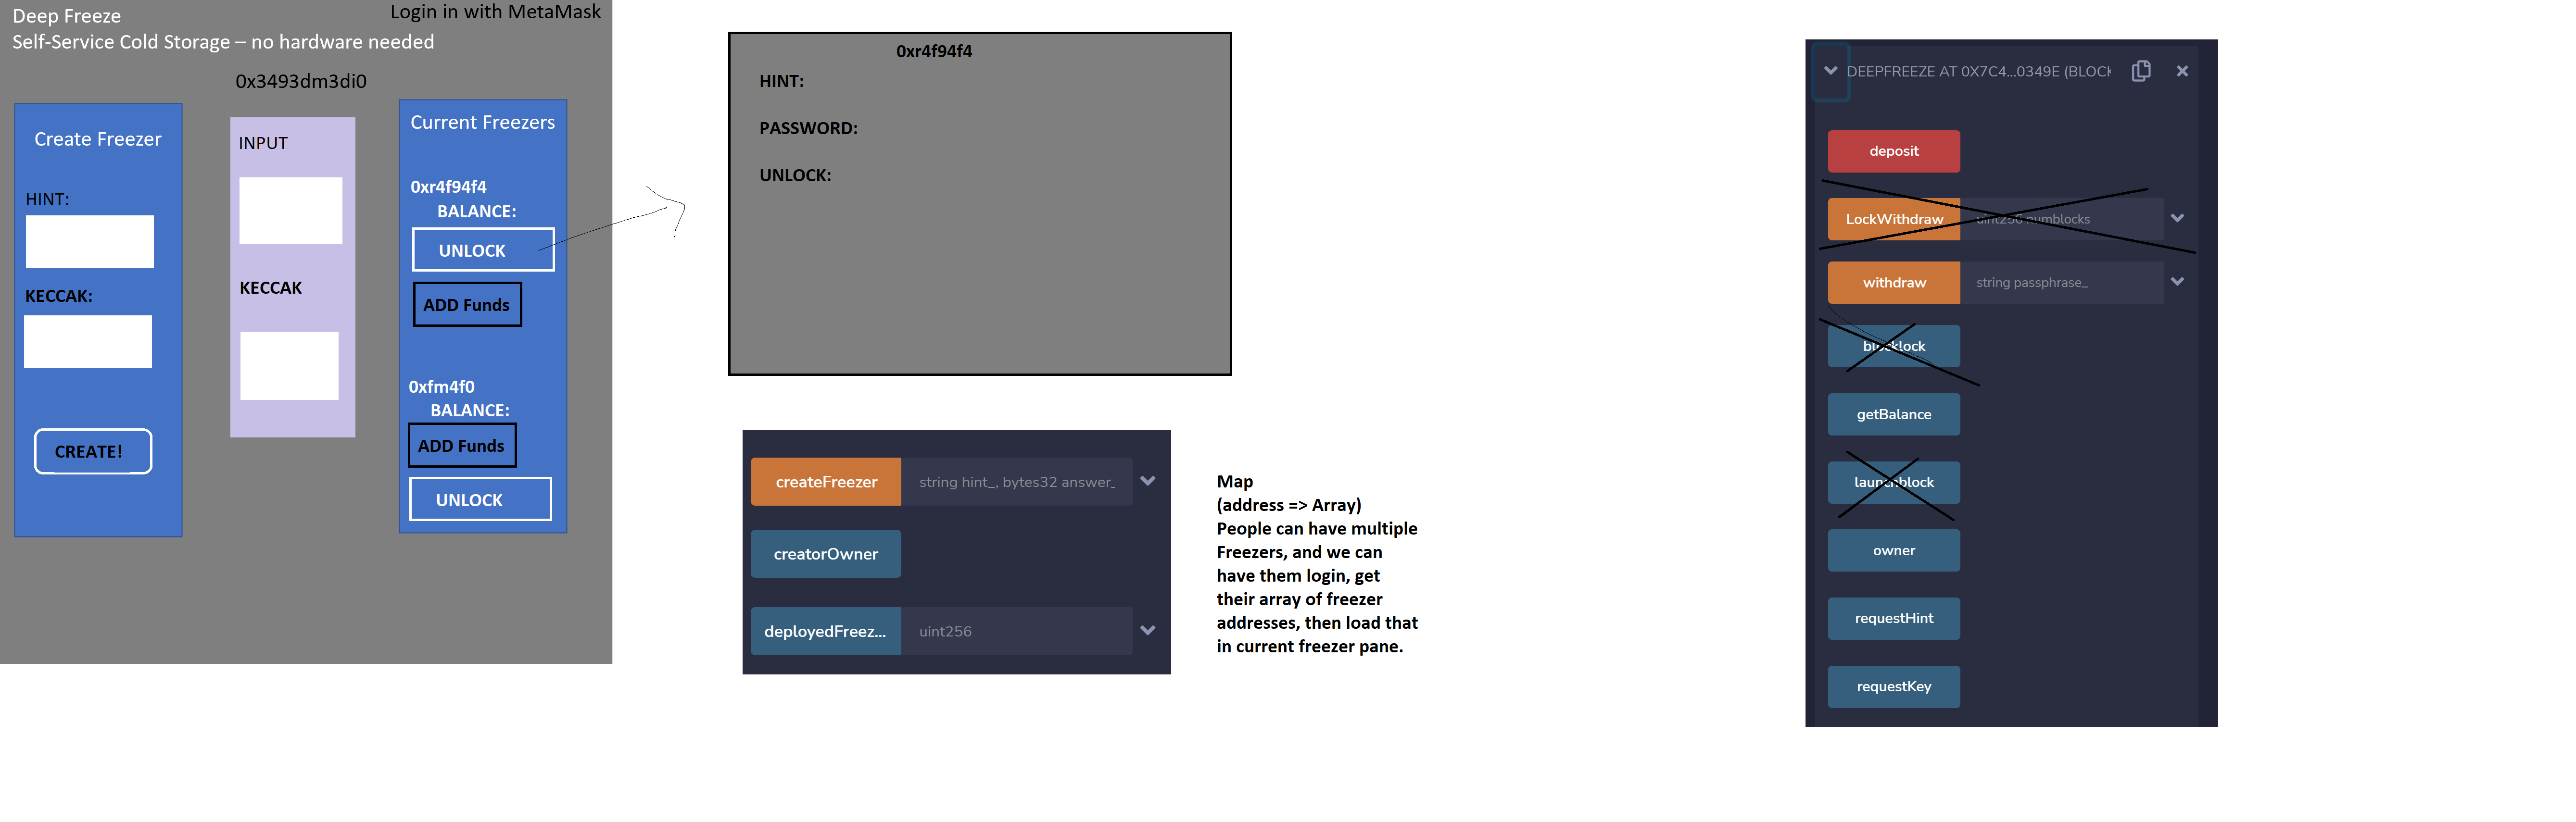 Deep Freeze
Login in with MetaMask
Self-Service Cold Storage – no hardware needed
0x3493dm3di0
Create Freezer
HINT:
KECCAK:
CREATE!
INPUT
KECCAK
Current Freezers
0xr4f94f4
BALANCE:
UNLOCK
ADD Funds
0xfm4f0
BALANCE:
ADD Funds
UNLOCK
0xr4f94f4
HINT:
PASSWORD:
UNLOCK:
createFreezer string hint_, bytes32 answer_
creatorOwner
deployedFreez... uint256
Map
(address => Array)
People can have multiple
Freezers, and we can
have them login, get
their array of freezer
addresses, then load that
in current freezer pane.
DEEPFREEZE AT 0X7C4...0349E (BLOCK
deposit
LockWithdraw uint256 numblocks
withdraw string passphrase_
blocklock
getBalance
launchblock
owner
requestHint
requestKey